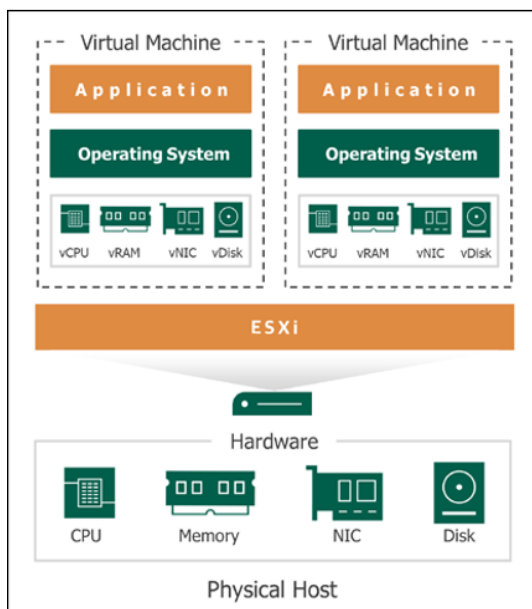 Virtual Machine
Application
Operating System
vCPU vRAM vNIC vDisk
Virtual Machine
Application
Operating System
vCPU vRAM vNIC vDisk
ESXi
Hardware
CPU Memory NIC Disk
Physical Host